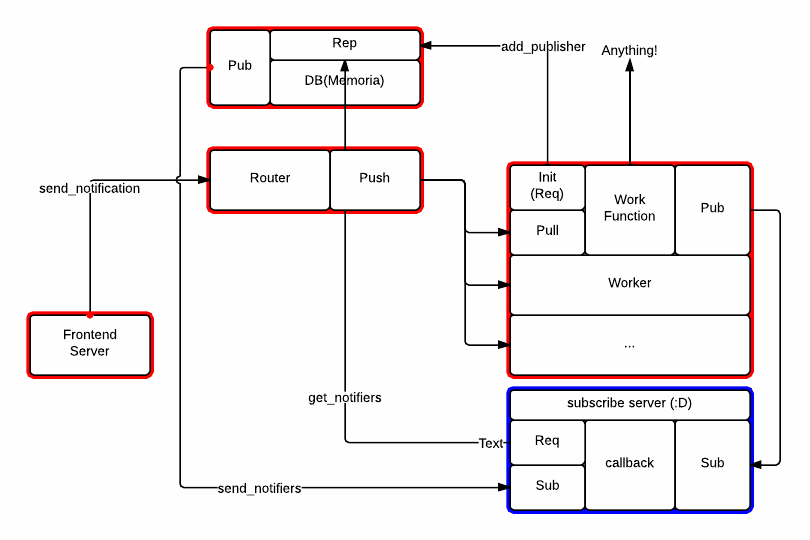 Rep
add_publisher
Anything!
Pub
DB(Memoria)
Router
Push
Init
(Req)
Work
Function
Pub
send_notification
Pull
Worker
Frontend
Server
...
get_notifiers
subscribe server (:D)
Text
Req
callback
Sub
Sub
send_notifiers